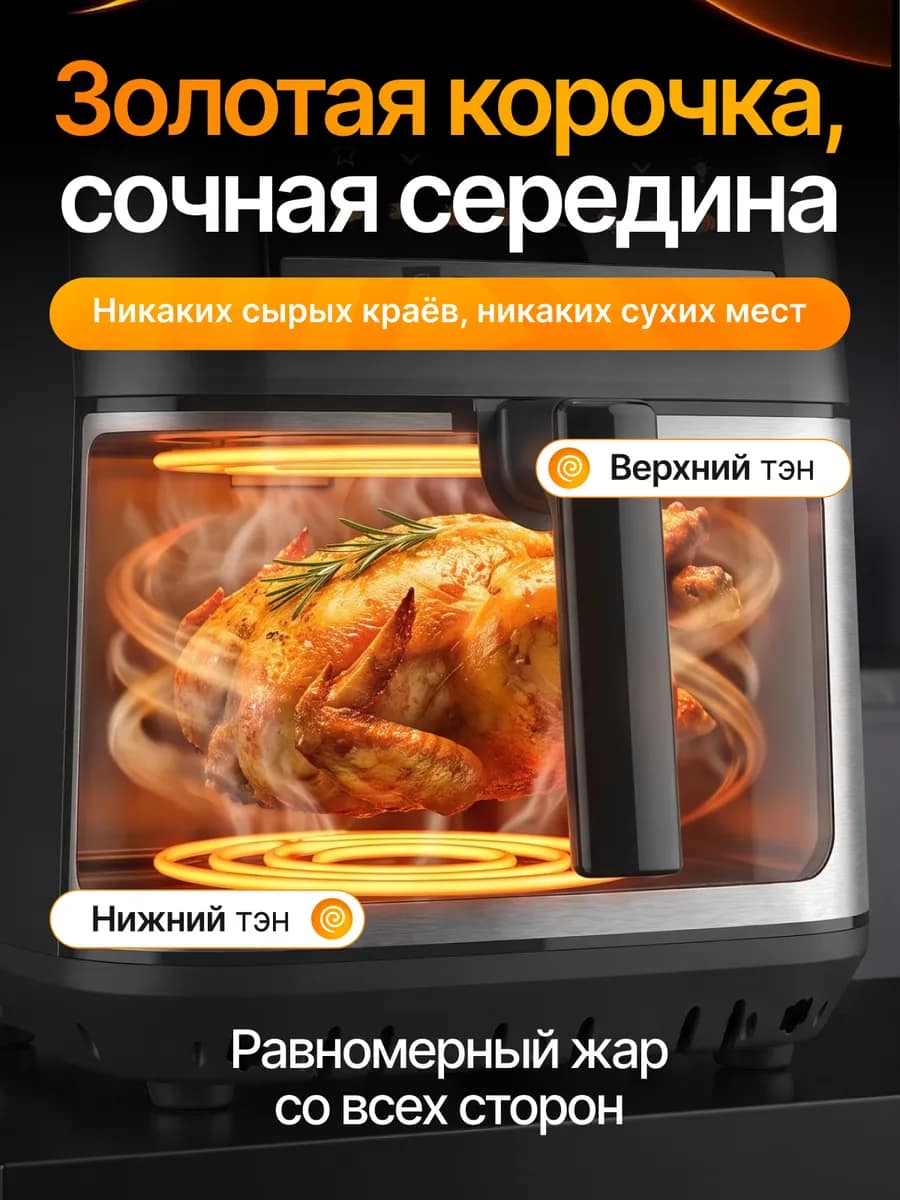 Золотая корочка,
сочная середина
Никаких сырых краёв, никаких сухих мест
Верхний тэн
Нижний тэн
Равномерный жар
со всех сторон